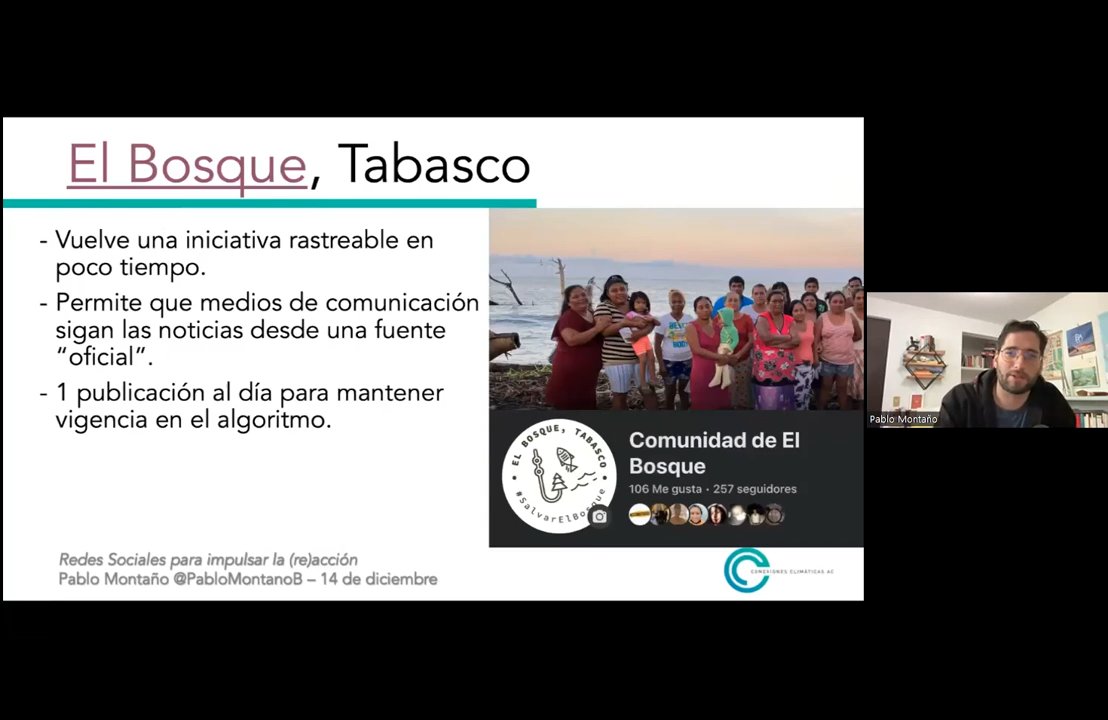 El Bosque, Tabasco
- Vuelve una iniciativa rastreable en
poco tiempo.
- Permite que medios de comunicación
sigan las noticias desde una fuente
“oficial”.
- 1 publicación al día para mantener
vigencia en el algoritmo.
EL BOSQUE, TABASCO
#SalvarElBosque
Comunidad de El
Bosque
106 Me gusta · 257 seguidores
Redes Sociales para impulsar la (re)acción
Pablo Montaño @PabloMontanoB – 14 de diciembre
CONEXIONES CLIMÁTICAS AC
Pablo Montaño